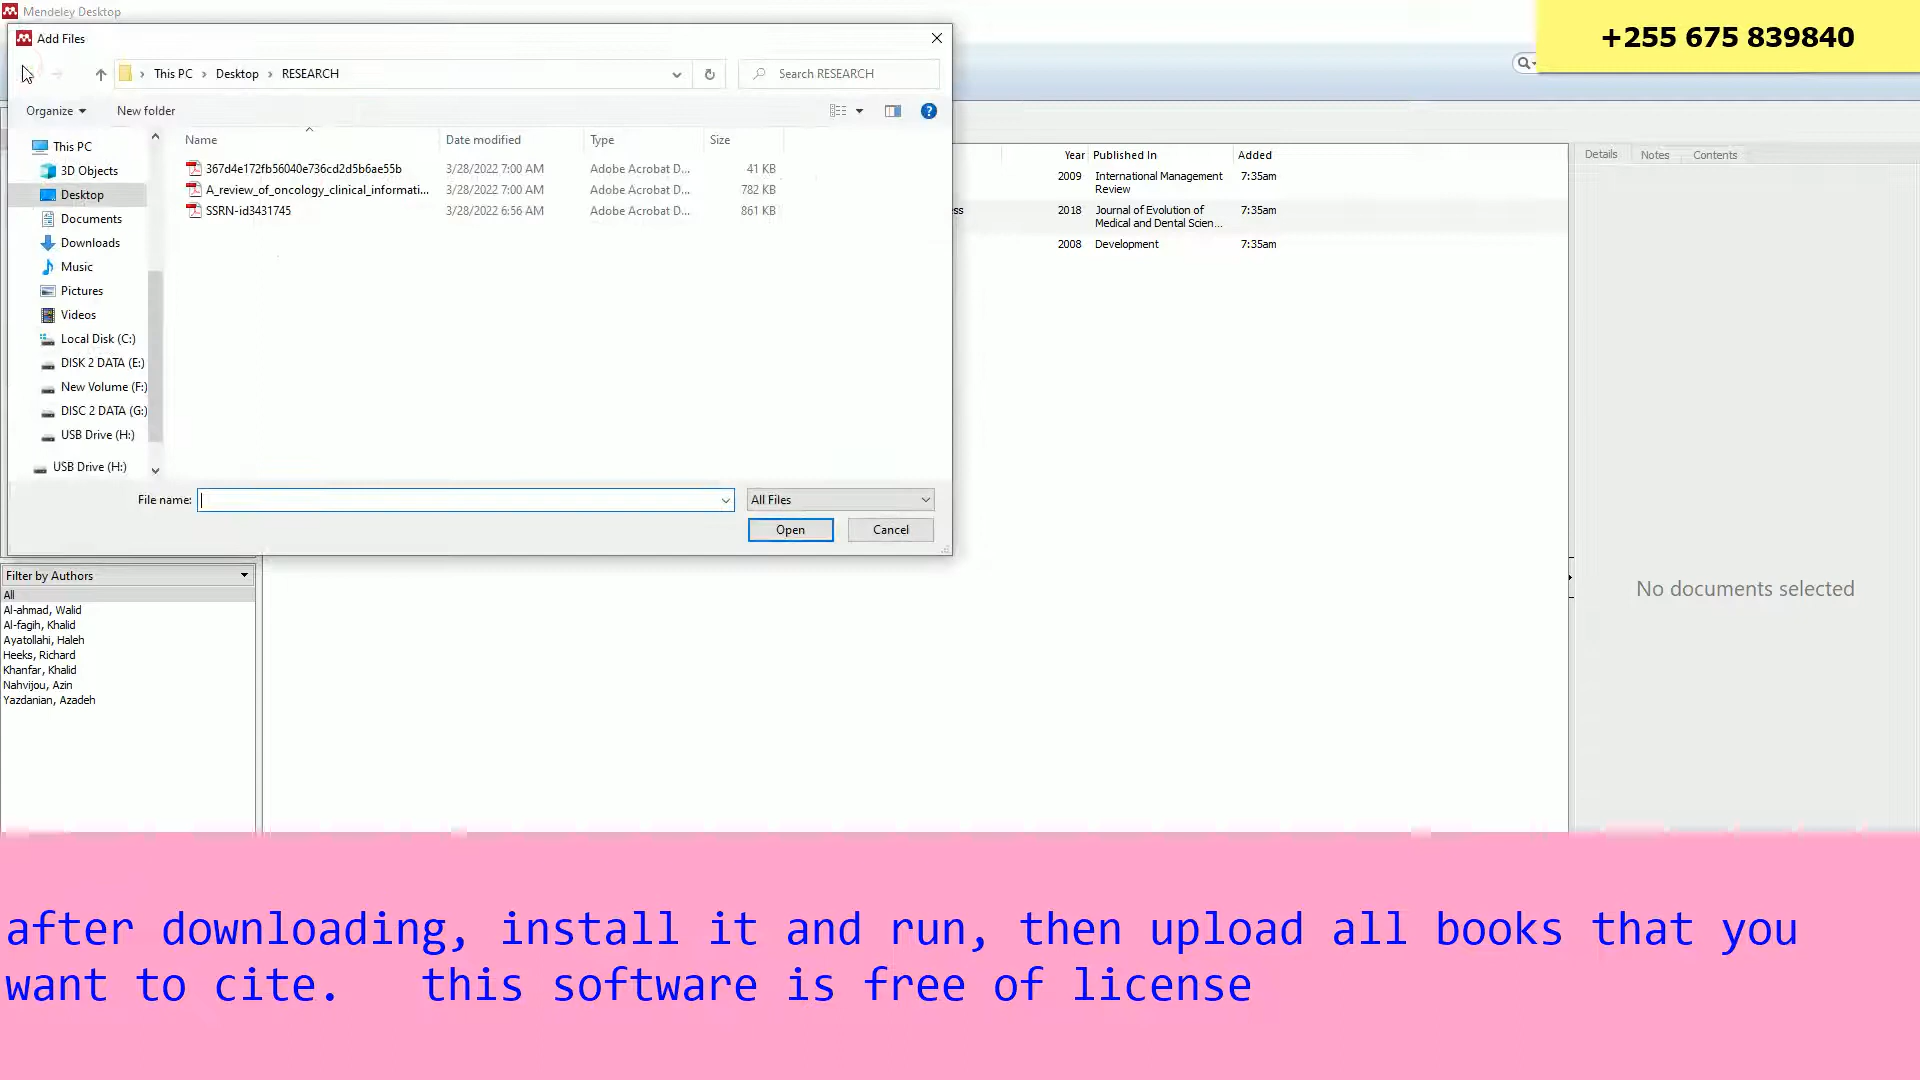 Mendeley Desktop
+255 675 839840
Add Files
This PC › Desktop › RESEARCH
Search RESEARCH
Organize
New folder
Name
Date modified
Type
Size
367d4e172fb56040e736cd2d5b6ae55b 3/28/2022 7:00 AM Adobe Acrobat D... 41 KB
A_review_of_oncology_clinical_informati... 3/28/2022 7:00 AM Adobe Acrobat D... 782 KB
SSRN-id3431745 3/28/2022 6:56 AM Adobe Acrobat D... 861 KB
This PC
3D Objects
Desktop
Documents
Downloads
Music
Pictures
Videos
Local Disk (C:)
DISK 2 DATA (E:)
New Volume (F:)
DISC 2 DATA (G:)
USB Drive (H:)
USB Drive (H:)
File name:
All Files
Open
Cancel
Year Published In Added
2009 International Management 7:35am
Review
ss 2018 Journal of Evolution of 7:35am
Medical and Dental Scien...
2008 Development 7:35am
Details Notes Contents
No documents selected
Filter by Authors
All
Al-ahmad, Walid
Al-fagih, Khalid
Ayatollahi, Haleh
Heeks, Richard
Khanfar, Khalid
Nahvijou, Azin
Yazdanian, Azadeh
after downloading, install it and run, then upload all books that you
want to cite. this software is free of license